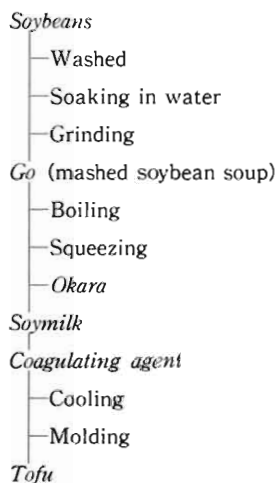 Soybeans
Washed
Soaking in water
Grinding
Go (mashed soybean soup)
Boiling
Squeezing
Okara
Soymilk
Coagulating agent
Cooling
Molding
Tofu